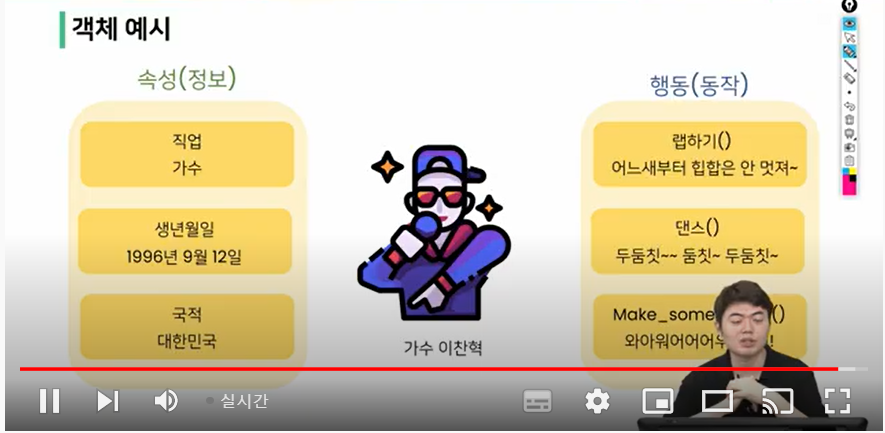 객체 예시
속성(정보)
직업
가수
생년월일
1996년 9월 12일
국적
대한민국
가수 이찬혁
행동(동작)
랩하기()
어느새부터 힙합은 안 멋져~
댄스()
두둠칫~~ 둠칫~ 두둠칫~
Make_some ()
와아워어어어 !
실시간